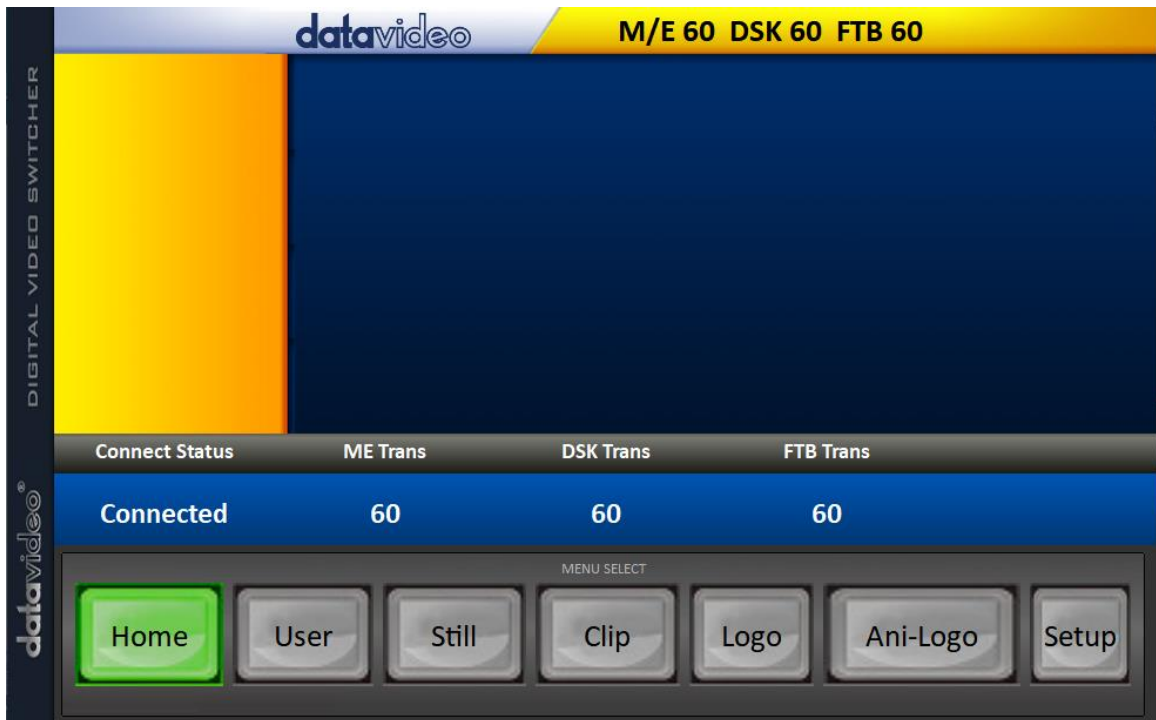 datavideo
M/E 60 DSK 60 FTB 60
DIGITAL VIDEO SWITCHER
datavideo®
Connect Status ME Trans DSK Trans FTB Trans
Connected 60 60 60
MENU SELECT
Home User Still Clip Logo Ani-Logo Setup